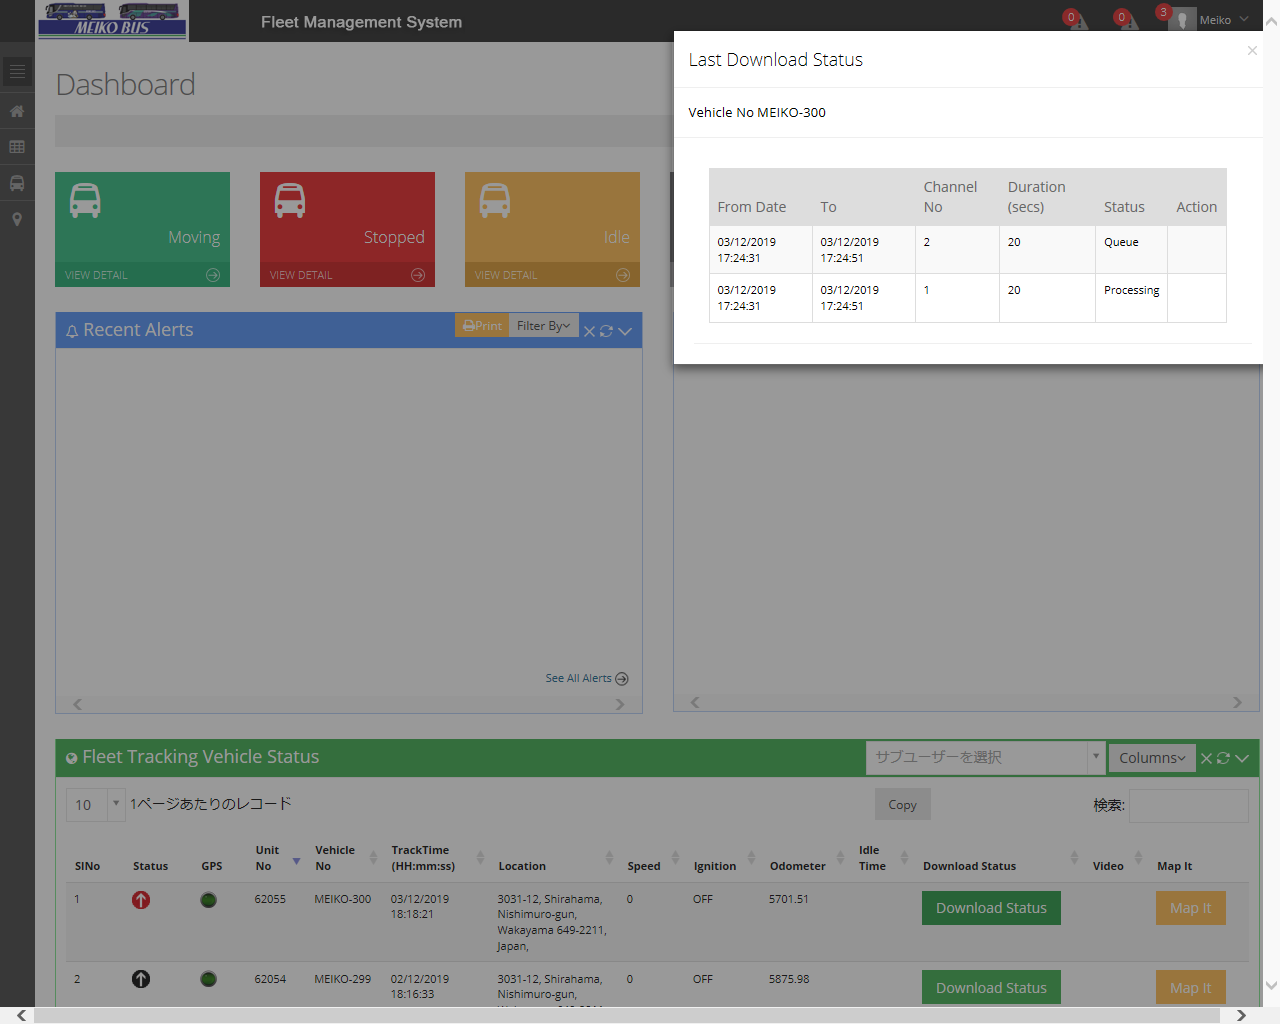 MEIKO BUS
Fleet Management System
0
0
3
Meiko
Dashboard
Last Download Status
×
Vehicle No MEIKO-300
From Date To Channel No Duration (secs) Status Action
03/12/2019 17:24:31 03/12/2019 17:24:51 2 20 Queue
03/12/2019 17:24:31 03/12/2019 17:24:51 1 20 Processing
Moving
VIEW DETAIL
Stopped
VIEW DETAIL
Idle
VIEW DETAIL
Recent Alerts
Print
Filter By
See All Alerts
Fleet Tracking Vehicle Status
サブユーザーを選択
Columns
10 1ページあたりのレコード
Copy
検索:
SlNo Status GPS Unit No Vehicle No TrackTime (HH:mm:ss) Location Speed Ignition Odometer Idle Time Download Status Video Map It
1 62055 MEIKO-300 03/12/2019 18:18:21 3031-12, Shirahama, Nishimuro-gun, Wakayama 649-2211, Japan, 0 OFF 5701.51 Download Status Map It
2 62054 MEIKO-299 02/12/2019 18:16:33 3031-12, Shirahama, Nishimuro-gun, 0 OFF 5875.98 Download Status Map It